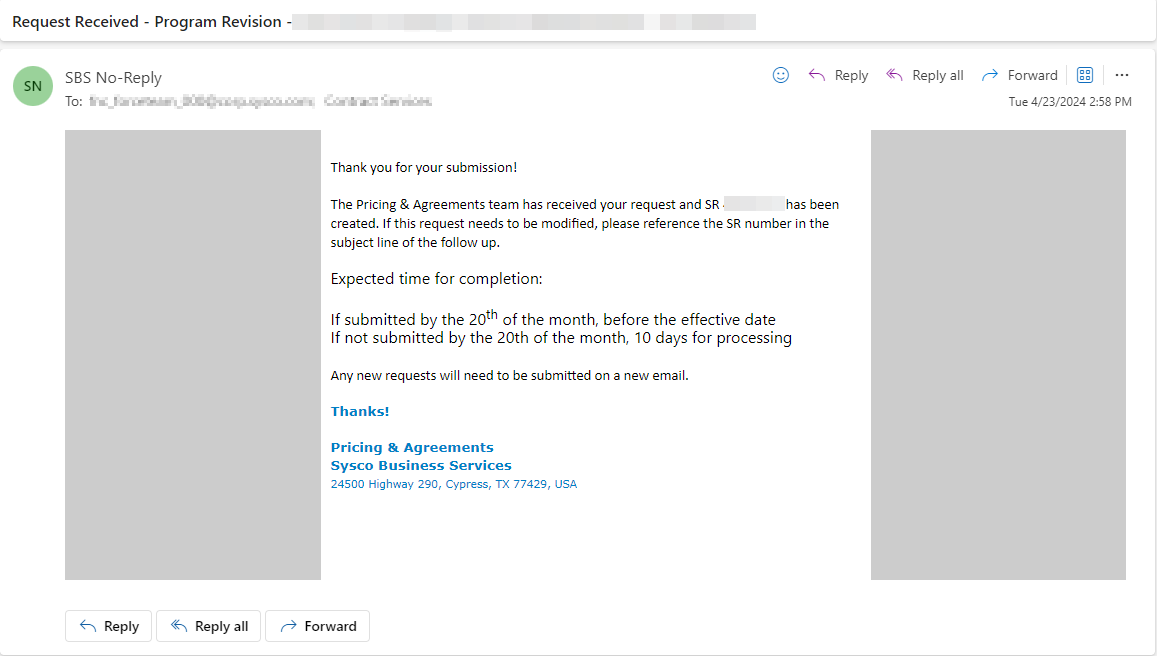 Request Received - Program Revision -
SN
SBS No-Reply
Reply
Reply all
Forward
To:
Contract Services
Tue 4/23/2024 2:58 PM
Thank you for your submission!
The Pricing & Agreements team has received your request and SR has been
created. If this request needs to be modified, please reference the SR number in the
subject line of the follow up.
Expected time for completion:
If submitted by the 20th of the month, before the effective date
If not submitted by the 20th of the month, 10 days for processing
Any new requests will need to be submitted on a new email.
Thanks!
Pricing & Agreements
Sysco Business Services
24500 Highway 290, Cypress, TX 77429, USA
Reply
Reply all
Forward